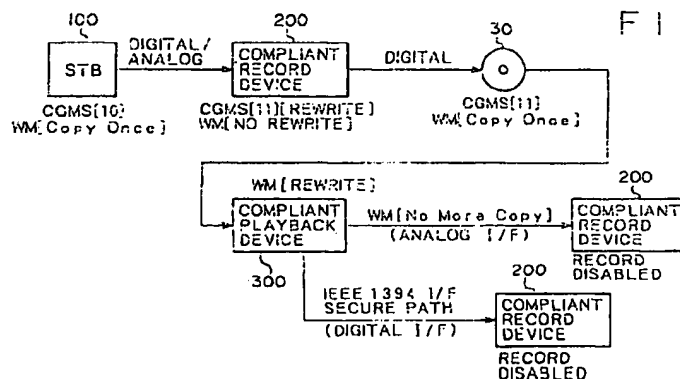 F I
100
200
30
STB
DIGITAL/
ANALOG
COMPLIANT
RECORD
DEVICE
DIGITAL
CGMS[10]
WM[Copy Once]
CGMS[11][REWRITE]
WM[NO REWRITE]
CGMS[11]
WM[Copy Once]
WM[REWRITE]
COMPLIANT
PLAYBACK
DEVICE
300
WM[No More Copy]
(ANALOG I/F)
200
COMPLIANT
RECORD
DEVICE
RECORD
DISABLED
IEEE 1394 I/F
SECURE PATH
(DIGITAL I/F)
200
COMPLIANT
RECORD
DEVICE
RECORD
DISABLED